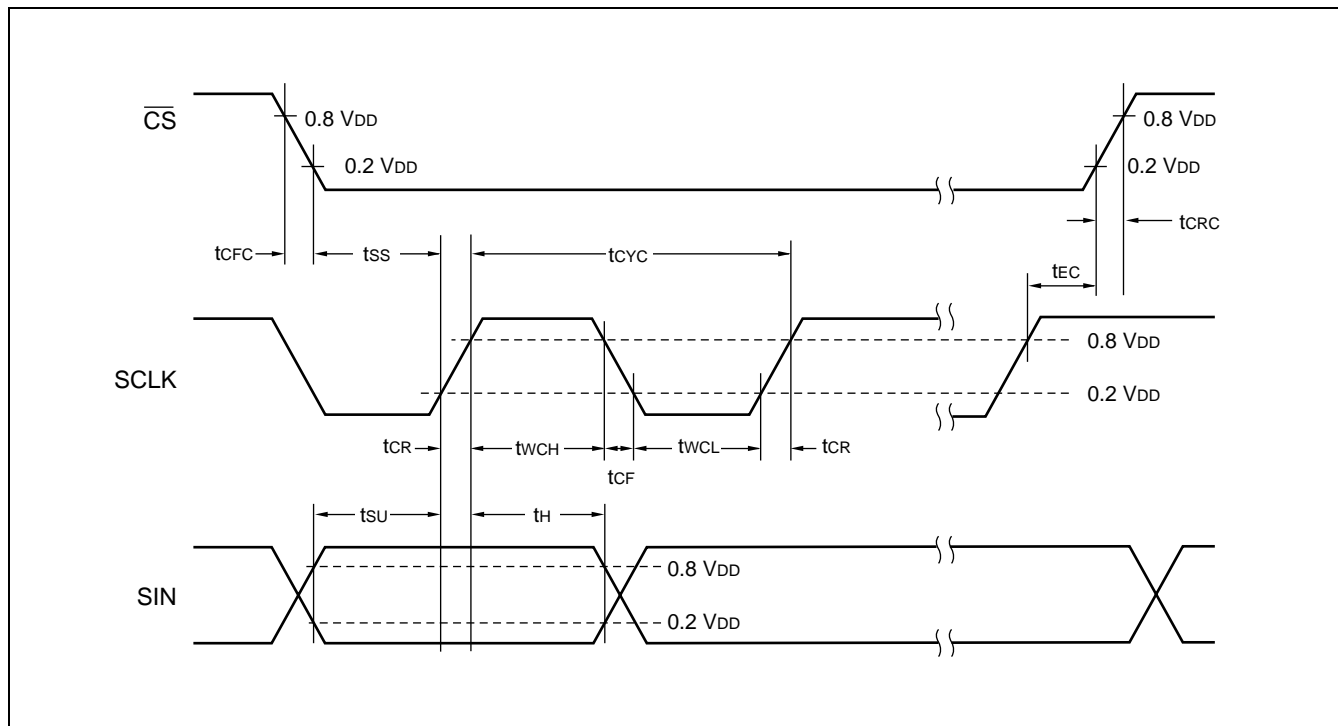 CS
0.8 VDD
0.8 VDD
0.2 VDD
0.2 VDD
tCRC
tCFC
tSS
tCYC
tEC
SCLK
0.8 VDD
0.2 VDD
tCR
tWCH
tCF
tWCL
tCR
tSU
tH
SIN
0.8 VDD
0.2 VDD